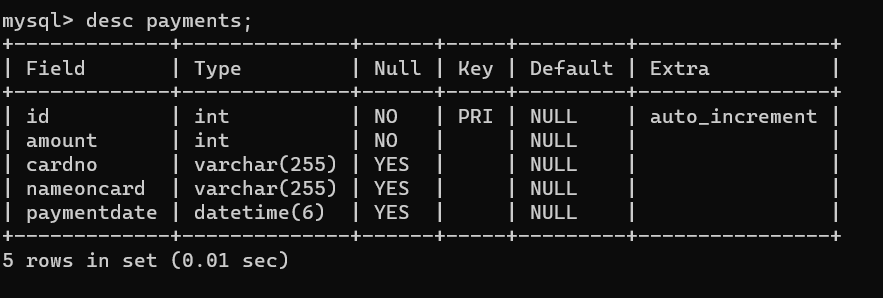 mysql> desc payments;
+-------------+--------------+------+-----+---------+----------------+
| Field       | Type         | Null | Key | Default | Extra          |
+-------------+--------------+------+-----+---------+----------------+
| id          | int          | NO   | PRI | NULL    | auto_increment |
| amount      | int          | NO   |     | NULL    |                |
| cardno      | varchar(255) | YES  |     | NULL    |                |
| nameoncard  | varchar(255) | YES  |     | NULL    |                |
| paymentdate | datetime(6)  | YES  |     | NULL    |                |
+-------------+--------------+------+-----+---------+----------------+
5 rows in set (0.01 sec)